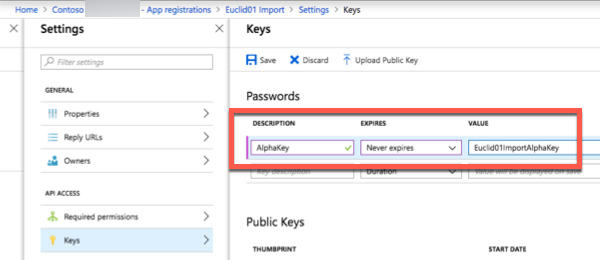 Home > Contoso - App registrations > Euclid01 Import > Settings > Keys
Settings
Filter settings
GENERAL
Properties
Reply URLs
Owners
API ACCESS
Required permissions
Keys
Keys
Save Discard Upload Public Key
Passwords
DESCRIPTION EXPIRES VALUE
AlphaKey Never expires Euclid01ImportAlphaKey
Key description Duration Value will be displayed on save
Public Keys
THUMBPRINT START DATE